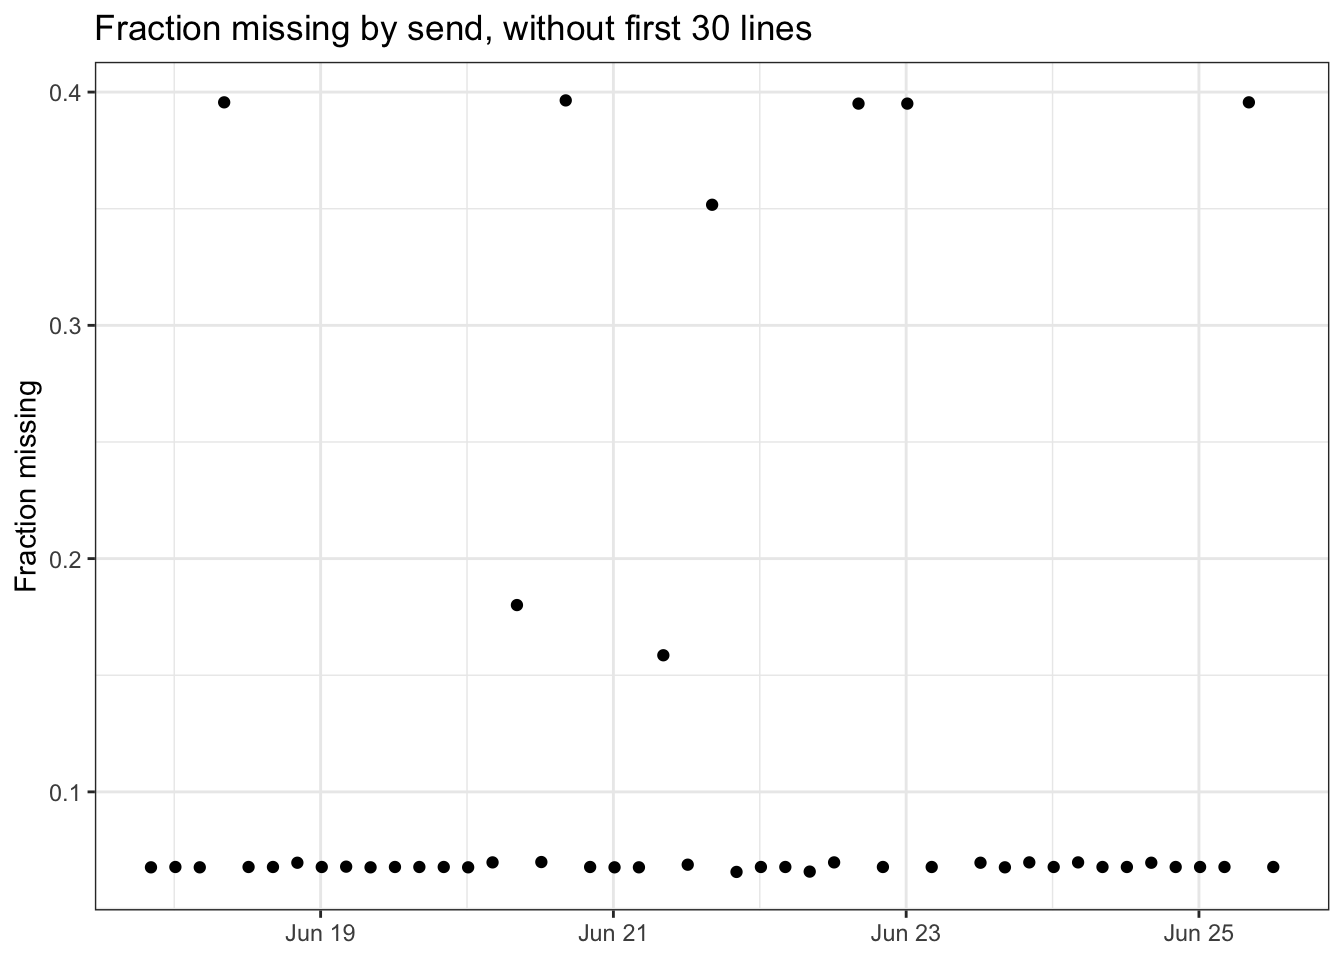 Fraction missing by send, without first 30 lines
0.4
0.3
0.2
0.1
Fraction missing
Jun 19
Jun 21
Jun 23
Jun 25